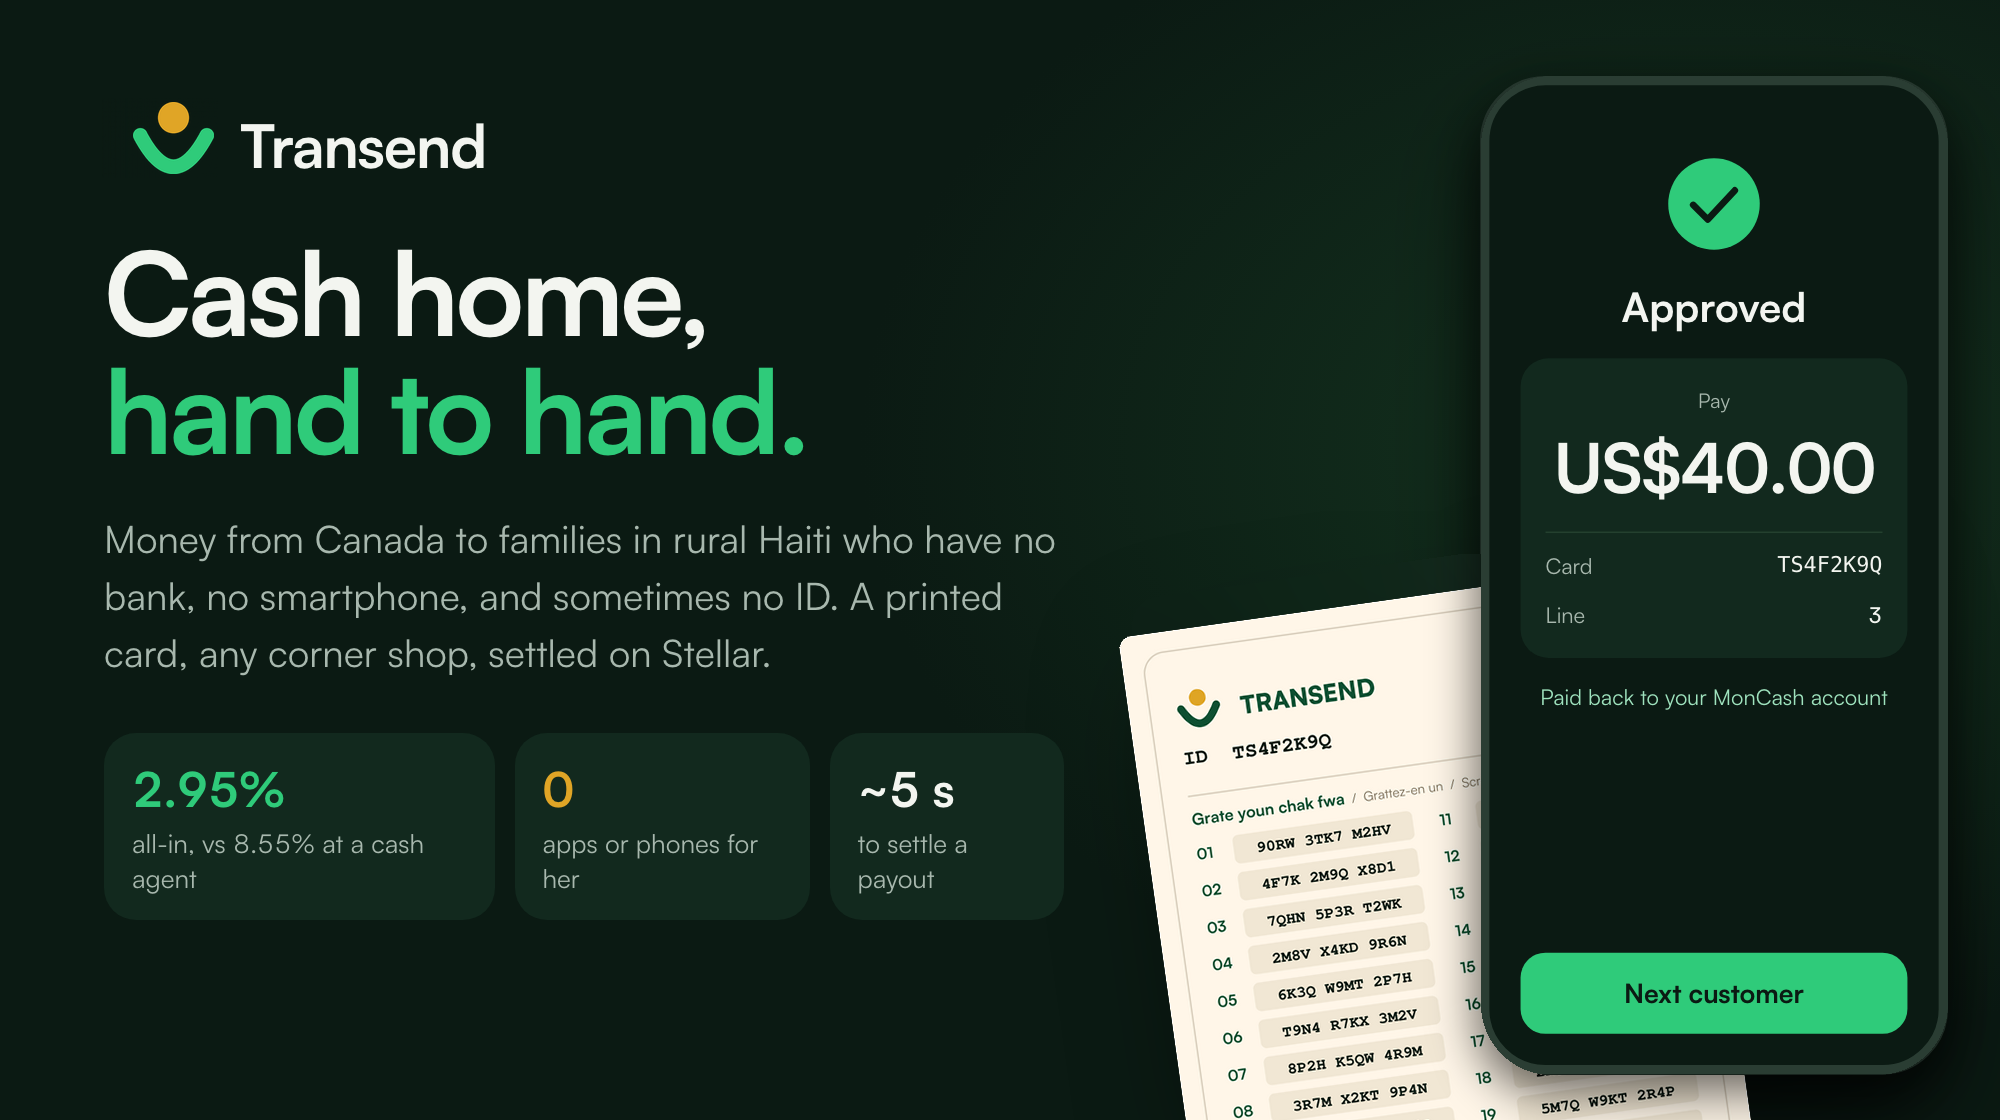 Transend
Cash home,
hand to hand.
Money from Canada to families in rural Haiti who have no
bank, no smartphone, and sometimes no ID. A printed
card, any corner shop, settled on Stellar.
2.95%
all-in, vs 8.55% at a cash
agent
0
apps or phones for
her
~5 s
to settle a
payout
TRANSEND
ID TS4F2K9Q
Grate youn chak fwa / Grattez-en un /
01 90RW 3TK7 M2HV
02 4F7K 2M9Q X8D1
03 7QHN 5P3R T2WK
04 2M8V X4KD 9R6N
05 6K3Q W9MT 2P7H
06 T9N4 R7KX 3M2V
07 8P2H K5QW 4R9M
08 3R7M X2KT 9P4N
11
12
13
14
15
16
17
18
19 5M7Q W9KT 2R4P
Approved
Pay
US$40.00
Card TS4F2K9Q
Line 3
Paid back to your MonCash account
Next customer